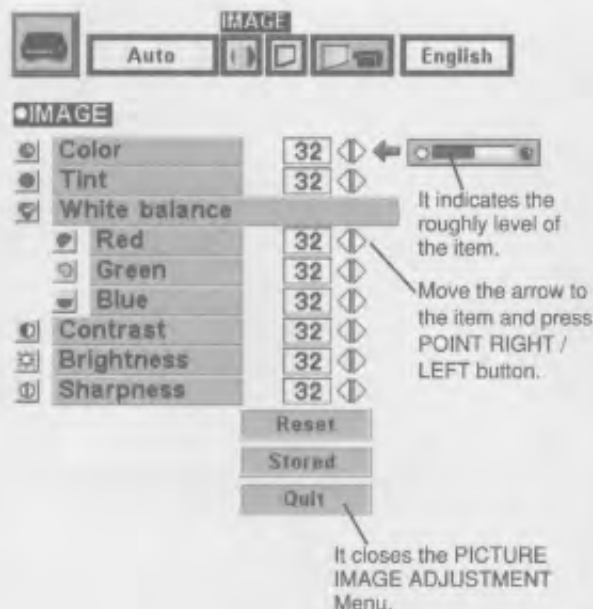 IMAGE
Auto
English
IMAGE
Color 32
Tint 32
White balance
Red 32
Green 32
Blue 32
Contrast 32
Brightness 32
Sharpness 32
It indicates the
roughly level of
the item.
Move the arrow to
the item and press
POINT RIGHT /
LEFT button.
Reset
Stored
Quit
It closes the PICTURE
IMAGE ADJUSTMENT
Menu.